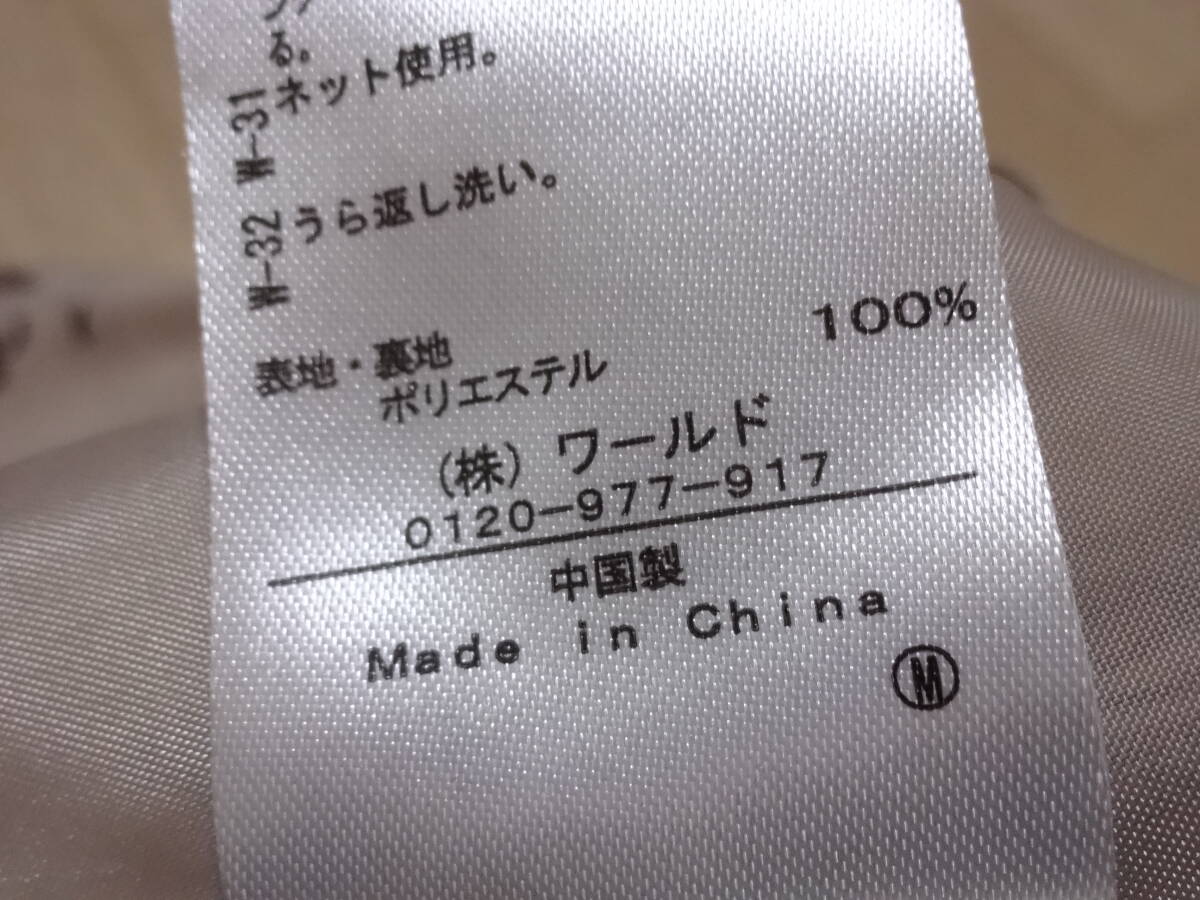 る。
W-31 ネット使用。
W-32 うら返し洗い。
表地・裏地
ポリエステル 100%
(株) ワールド
0120-977-917
中国製
Made in China
M